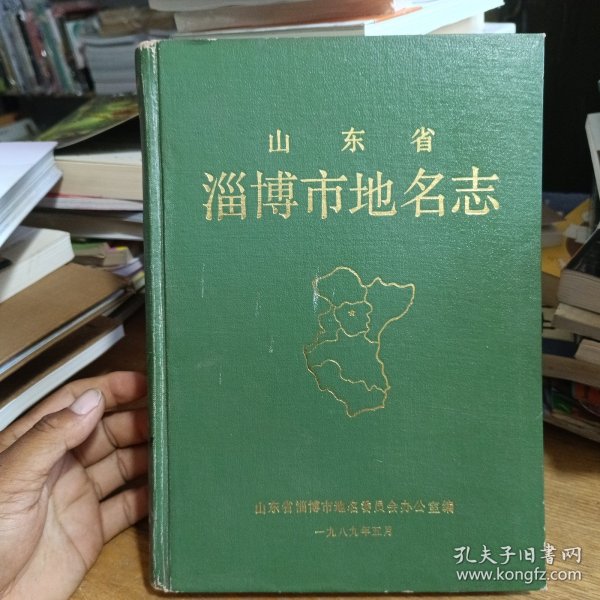 山东省
淄博市地名志
山东省淄博市地名委员会办公室编
一九八九年五月
孔夫子旧书网
www.kongfz.com